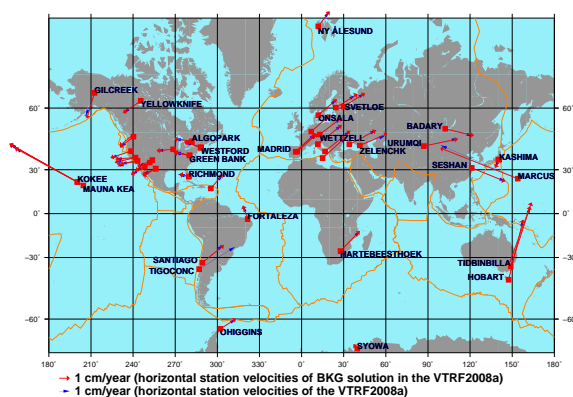 NY ALESUND
GILCREEK
YELLOWKNIFE
60˚
60˚
SVETLOE
ONSALA
BADARY
ALGOPARK
WESTFORD
WETTZELL
URUMQI
MADRID
ZELENCHK
GREEN BANK
KASHIMA
SESHAN
30˚
30˚
RICHMOND
KOKEE
MARCUS
MAUNA KEA
0˚
0˚
FORTALEZA
HARTEBEESTHOEK
SANTIAGO
TIDBINBILLA
−30˚
−30˚
TIGOCONC
HOBART
−60˚
−60˚
OHIGGINS
SYOWA
180˚ 210˚ 240˚ 270˚ 300˚ 330˚ 0˚ 30˚ 60˚ 90˚ 120˚ 150˚ 180˚
1 cm/year (horizontal station velocities of BKG solution in the VTRF2008a)
1 cm/year (horizontal station velocities of the VTRF2008a)